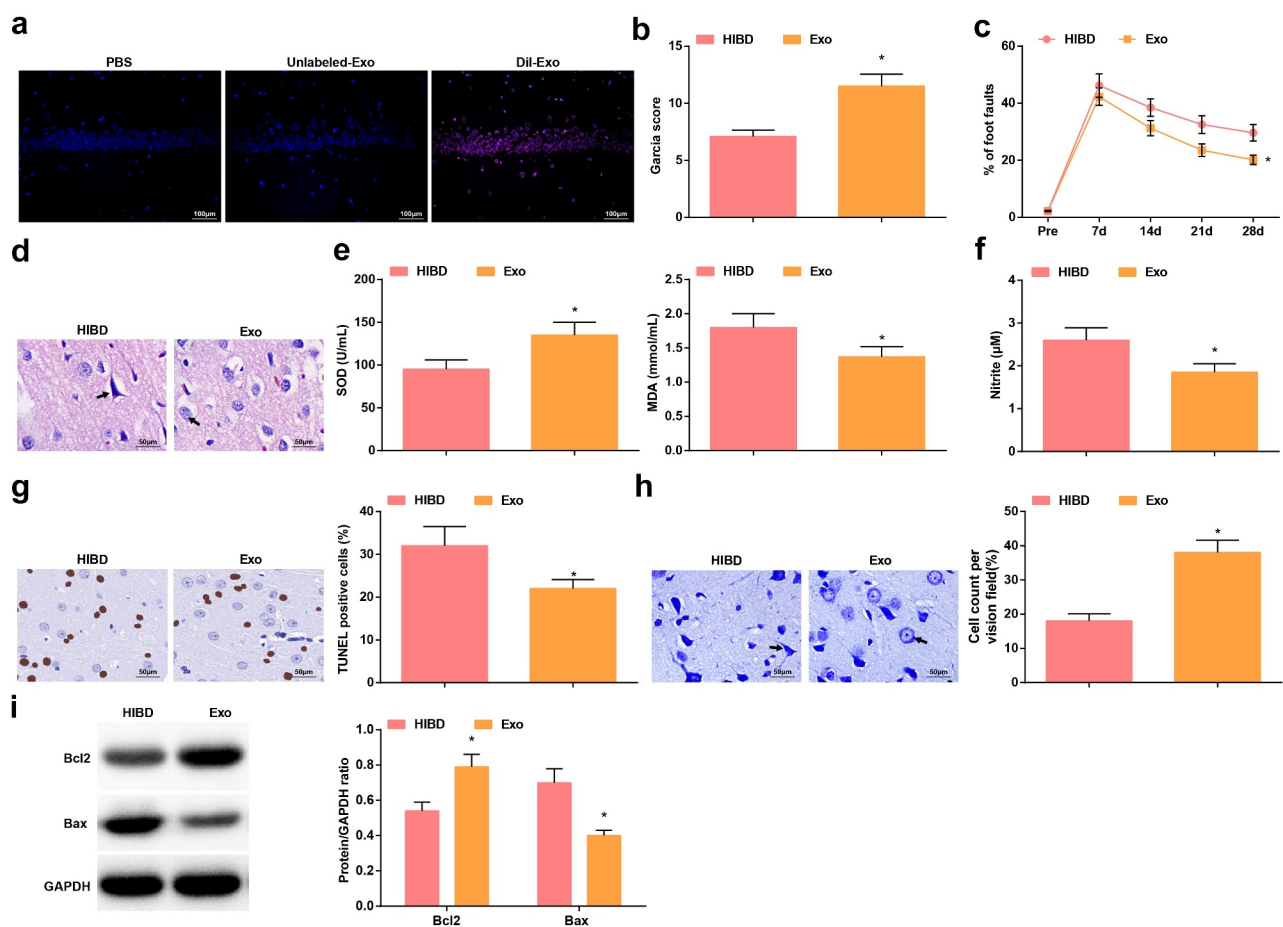 a
PBS
Unlabeled-Exo
Dil-Exo
100μm
100μm
100μm
b
HIBD
Exo
Garcia score
15
10
5
0
*
c
HIBD
Exo
% of foot faults
60
40
20
0
*
Pre
7d
14d
21d
28d
d
HIBD
Exo
50μm
50μm
e
HIBD
Exo
SOD (U/mL)
200
150
100
50
0
*
HIBD
Exo
MDA (mmol/mL)
2.5
2.0
1.5
1.0
0.5
0.0
*
f
HIBD
Exo
Nitrite (μM)
4
3
2
1
0
*
g
HIBD
Exo
50μm
50μm
HIBD
Exo
TUNEL positive cells (%)
40
30
20
10
0
*
h
HIBD
Exo
50μm
50μm
HIBD
Exo
Cell count per
vision field(%)
50
40
30
20
10
0
*
i
HIBD
Exo
Bcl2
Bax
GAPDH
HIBD
Exo
Protein/GAPDH ratio
1.0
0.8
0.6
0.4
0.2
0.0
*
*
Bcl2
Bax